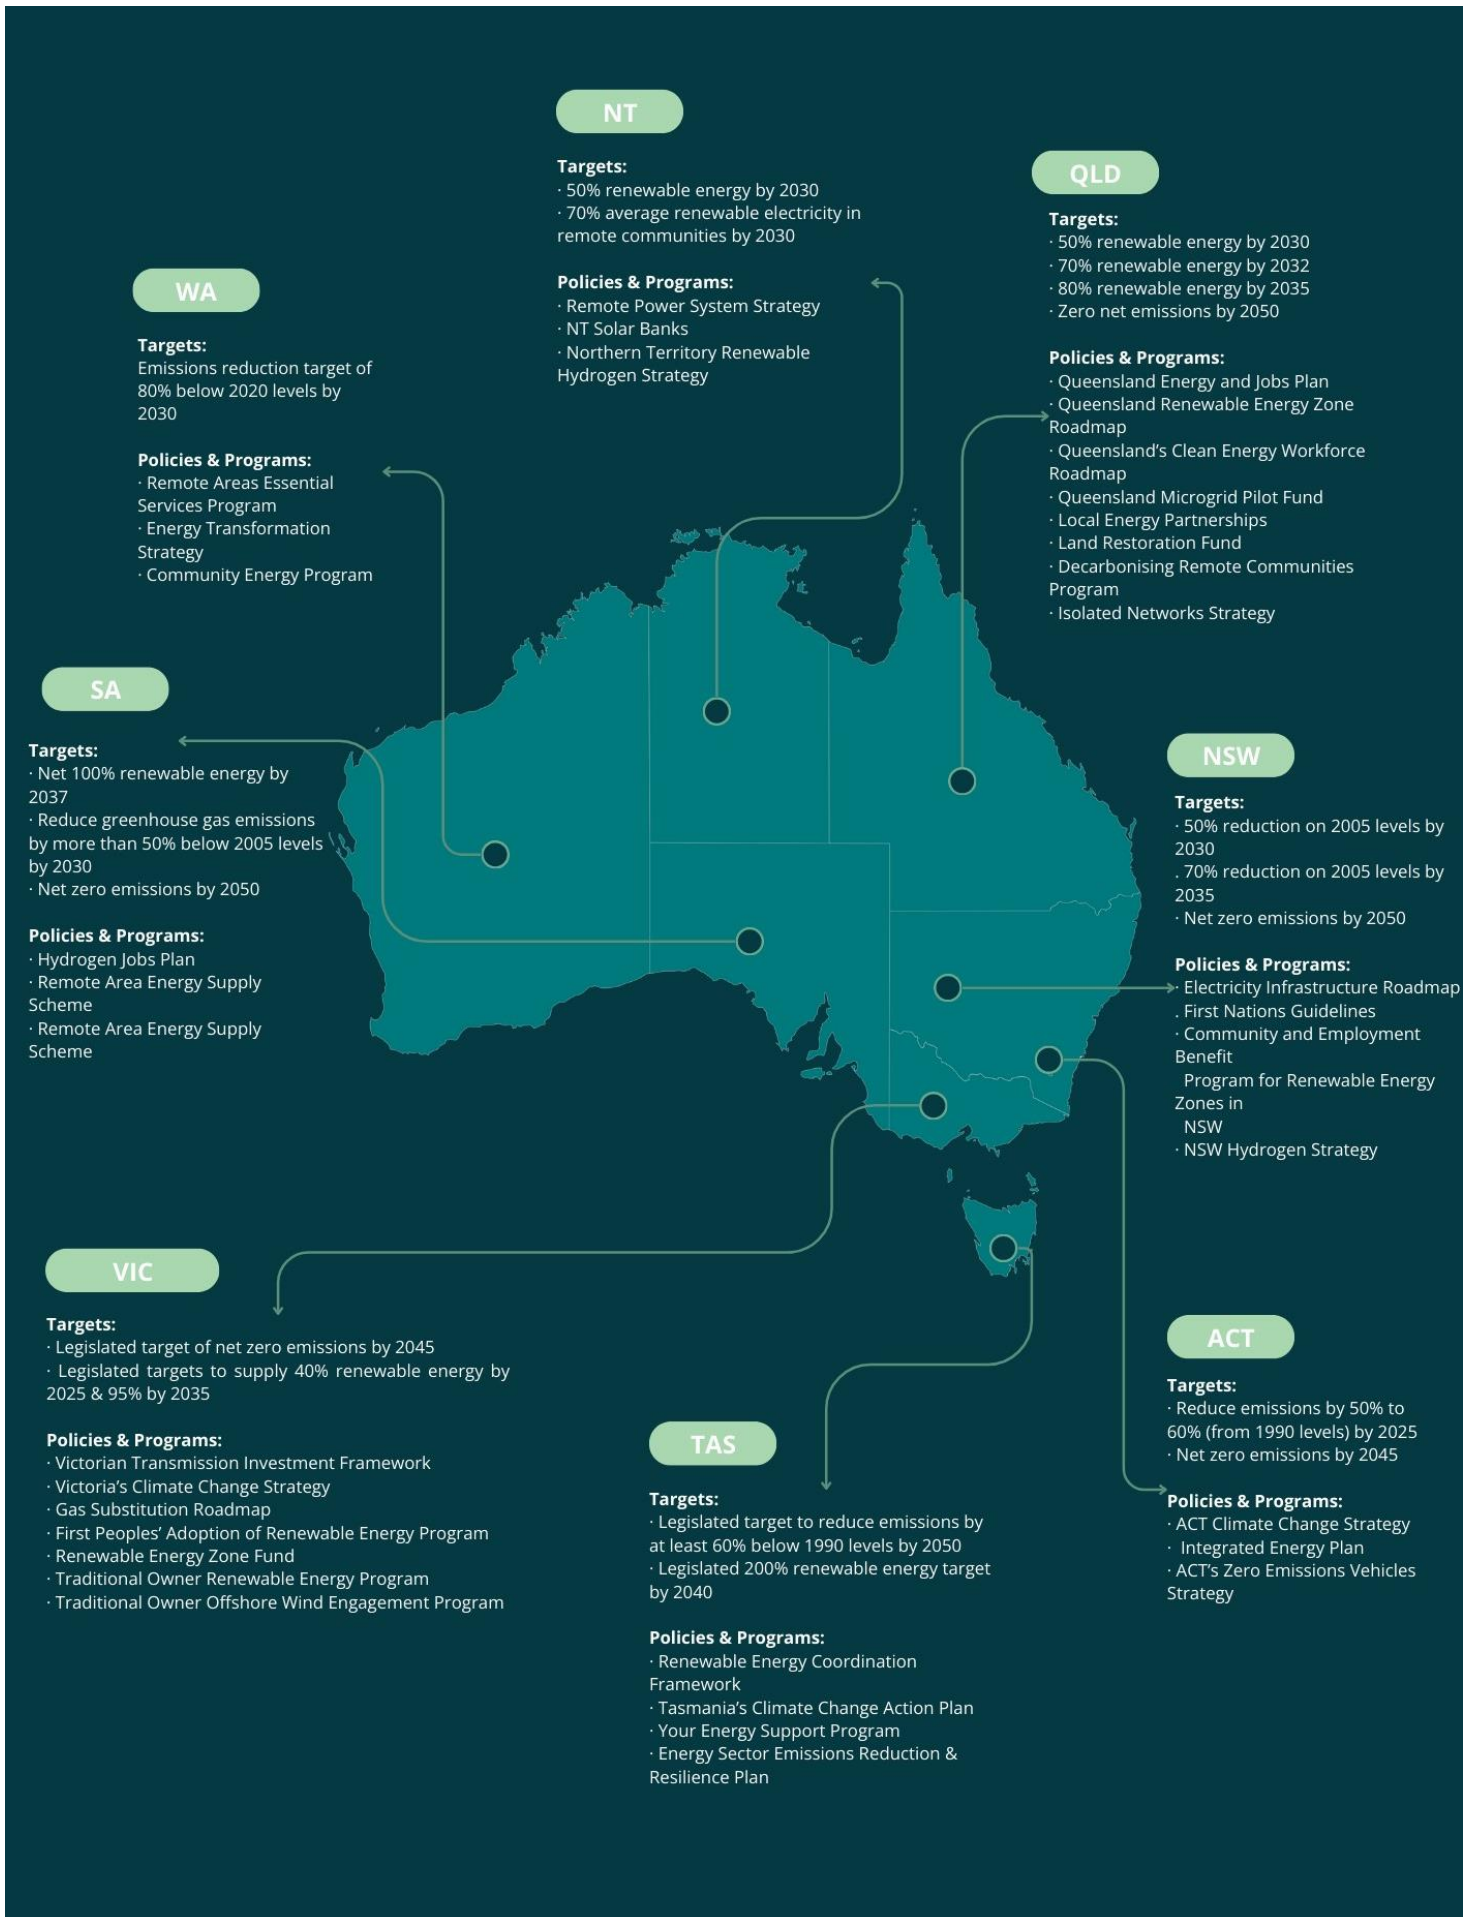 NT
Targets:
· 50% renewable energy by 2030
· 70% average renewable electricity in
remote communities by 2030
Policies & Programs:
· Remote Power System Strategy
· NT Solar Banks
· Northern Territory Renewable
Hydrogen Strategy
QLD
Targets:
· 50% renewable energy by 2030
· 70% renewable energy by 2032
· 80% renewable energy by 2035
· Zero net emissions by 2050
Policies & Programs:
· Queensland Energy and Jobs Plan
· Queensland Renewable Energy Zone
Roadmap
· Queensland’s Clean Energy Workforce
Roadmap
· Queensland Microgrid Pilot Fund
· Local Energy Partnerships
· Land Restoration Fund
· Decarbonising Remote Communities
Program
· Isolated Networks Strategy
WA
Targets:
Emissions reduction target of
80% below 2020 levels by
2030
Policies & Programs:
· Remote Areas Essential
Services Program
· Energy Transformation
Strategy
· Community Energy Program
SA
Targets:
· Net 100% renewable energy by
2037
· Reduce greenhouse gas emissions
by more than 50% below 2005 levels
by 2030
· Net zero emissions by 2050
Policies & Programs:
· Hydrogen Jobs Plan
· Remote Area Energy Supply
Scheme
· Remote Area Energy Supply
Scheme
NSW
Targets:
· 50% reduction on 2005 levels by
2030
. 70% reduction on 2005 levels by
2035
· Net zero emissions by 2050
Policies & Programs:
· Electricity Infrastructure Roadmap
. First Nations Guidelines
· Community and Employment
Benefit
Program for Renewable Energy
Zones in
NSW
· NSW Hydrogen Strategy
VIC
Targets:
· Legislated target of net zero emissions by 2045
· Legislated targets to supply 40% renewable energy by
2025 & 95% by 2035
Policies & Programs:
· Victorian Transmission Investment Framework
· Victoria’s Climate Change Strategy
· Gas Substitution Roadmap
· First Peoples’ Adoption of Renewable Energy Program
· Renewable Energy Zone Fund
· Traditional Owner Renewable Energy Program
· Traditional Owner Offshore Wind Engagement Program
TAS
Targets:
· Legislated target to reduce emissions by
at least 60% below 1990 levels by 2050
· Legislated 200% renewable energy target
by 2040
Policies & Programs:
· Renewable Energy Coordination
Framework
· Tasmania’s Climate Change Action Plan
· Your Energy Support Program
· Energy Sector Emissions Reduction &
Resilience Plan
ACT
Targets:
· Reduce emissions by 50% to
60% (from 1990 levels) by 2025
· Net zero emissions by 2045
Policies & Programs:
· ACT Climate Change Strategy
· Integrated Energy Plan
· ACT’s Zero Emissions Vehicles
Strategy